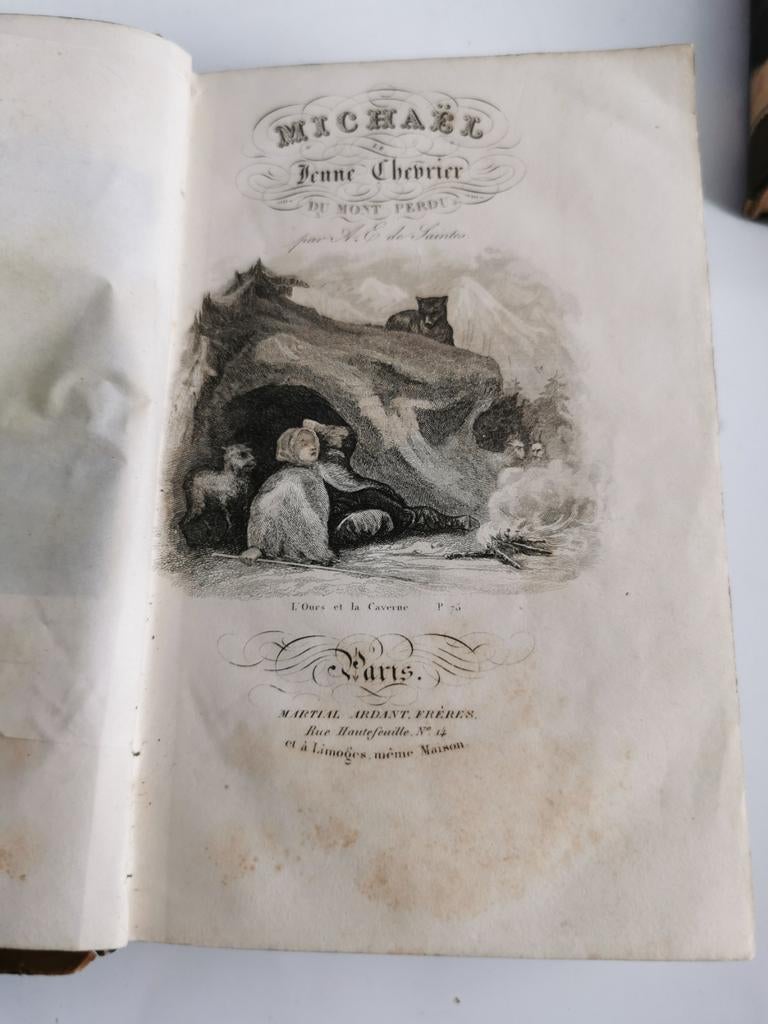 MICHAËL
LE
Jeune Chevrier
DU MONT PERDU
par A. E. de Saintes.
L'Ours et la Caverne P. 75
Paris.
MARTIAL ARDANT, FRÈRES,
Rue Hautefeuille, Nº 14
et à Limoges, même Maison.